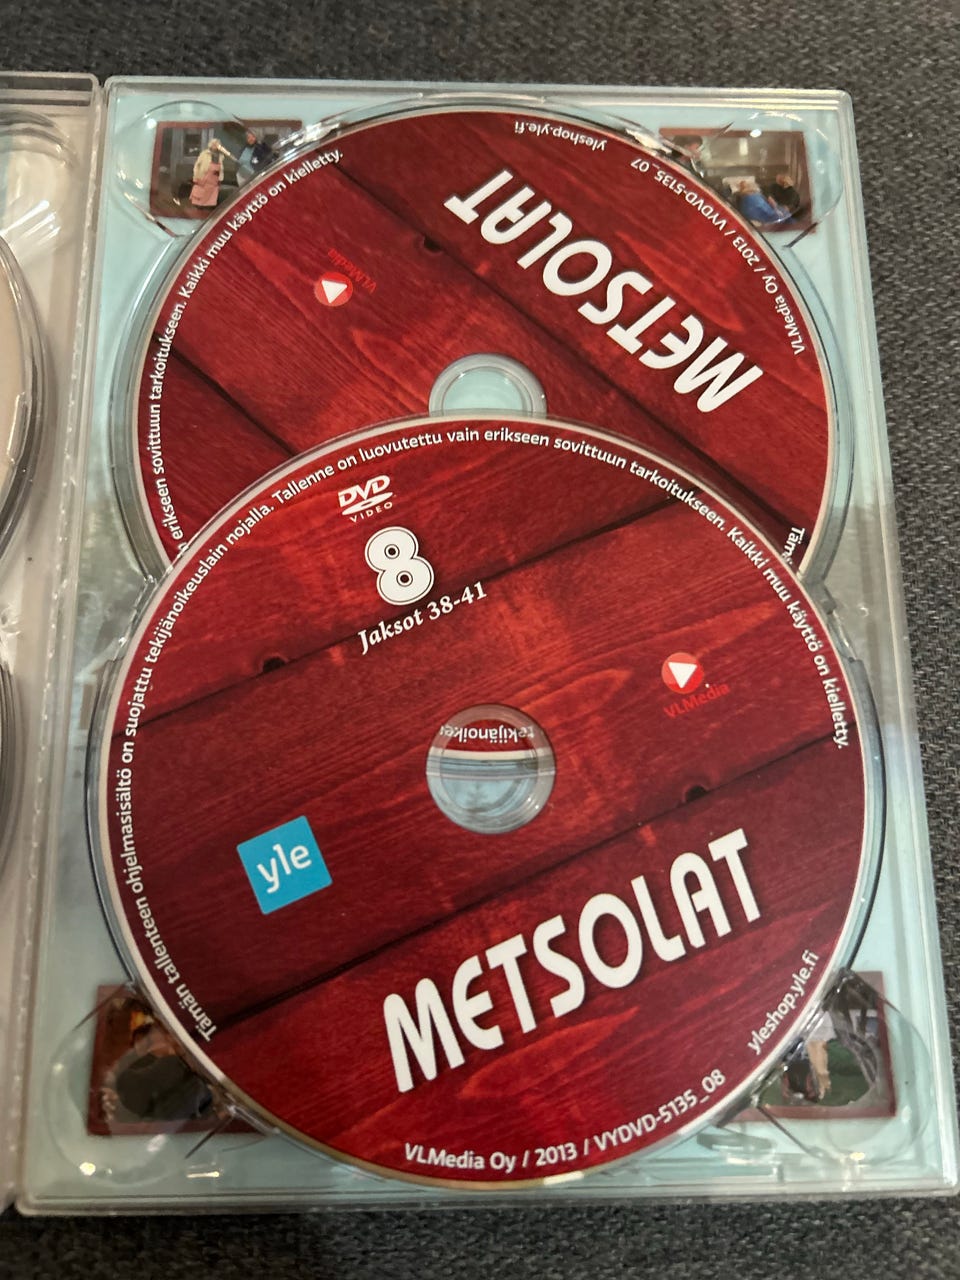 erikseen sovittuun tarkoitukseen. Kaikki muu käyttö on kielletty.
yleshop.yle.fi
VLMedia Oy / 2013 / VYDVD-5135_07
METSOLAT
VLMedia
Tämän tallenteen ohjelmasisältö on suojattu tekijänoikeuslain nojalla. Tallenne on luovutettu vain erikseen sovittuun tarkoitukseen. Kaikki muu käyttö on kielletty.
DVD
VIDEO
8
Jaksot 38-41
VLMedia
yle
METSOLAT
yleshop.yle.fi
VLMedia Oy / 2013 / VYDVD-5135_08